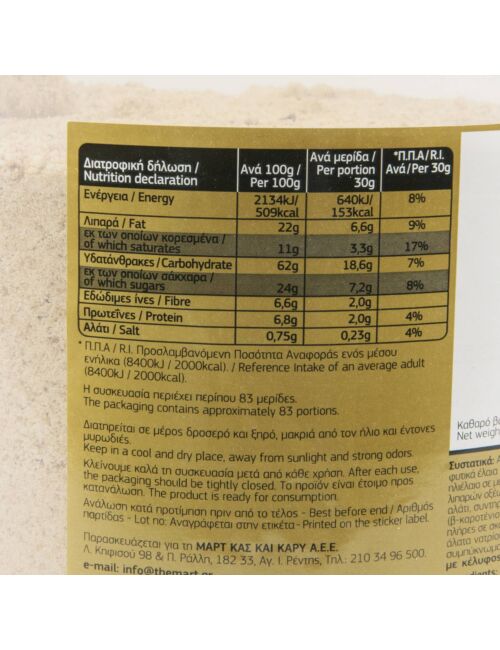 Διατροφική δήλωση / Nutrition declaration Ανά 100g / Per 100g Ανά μερίδα / Per portion 30g *Π.Π.Α / R.I. Ανά/Per 30g
Ενέργεια / Energy 2134kJ/ 509kcal 640kJ/ 153kcal 8%
Λιπαρά / Fat 22g 6,6g 9%
εκ των οποίων κορεσμένα / of which saturates 11g 3,3g 17%
Υδατάνθρακες / Carbohydrate 62g 18,6g 7%
εκ των οποίων σάκχαρα / of which sugars 24g 7,2g 8%
Εδώδιμες ίνες / Fibre 6,6g 2,0g
Πρωτεΐνες / Protein 6,8g 2,0g 4%
Αλάτι / Salt 0,75g 0,23g 4%
* Π.Π.Α / R.I. Προσλαμβανόμενη Ποσότητα Αναφοράς ενός μέσου
ενήλικα (8400kJ / 2000kcal). / Reference Intake of an average adult
(8400kJ / 2000kcal).
Η συσκευασία περιέχει περίπου 83 μερίδες.
The packaging contains approximately 83 portions.
Διατηρείται σε μέρος δροσερό και ξηρό, μακριά από τον ήλιο και έντονες
μυρωδιές.
Keep in a cool and dry place, away from sunlight and strong odors.
Κλείνουμε καλά τη συσκευασία μετά από κάθε χρήση. After each use,
the packaging should be tightly closed. Το προϊόν είναι έτοιμο προς
κατανάλωση. The product is ready for consumption.
Ανάλωση κατά προτίμηση πριν από το τέλος - Best before end / Αριθμός
παρτίδας - Lot no: Αναγράφεται στην ετικέτα - Printed on the sticker label.
Παρασκευάζεται για τη ΜΑΡΤ ΚΑΣ ΚΑΙ ΚΑΡΥ Α.Ε.Ε.
Λ. Κηφισού 98 & Π. Ράλλη, 182 33, Αγ. Ι. Ρέντης, Τηλ.: 210 34 96 500.
e-mail: info@themart.gr
Καθαρό
Net weigh
Συστατικά:
φυτικά
ηλιέλαιο σε
λιπαρών
αλάτι,
(β-καροτένιο
πλήρες σε
άλατα
με κέλυφος